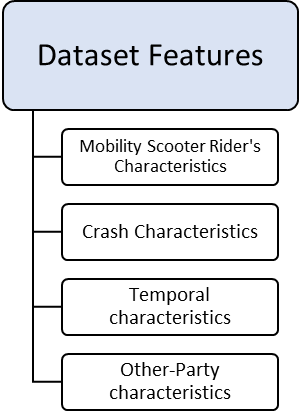 Dataset Features
Mobility Scooter Rider's
Characteristics
Crash Characteristics
Temporal
characteristics
Other-Party
characteristics